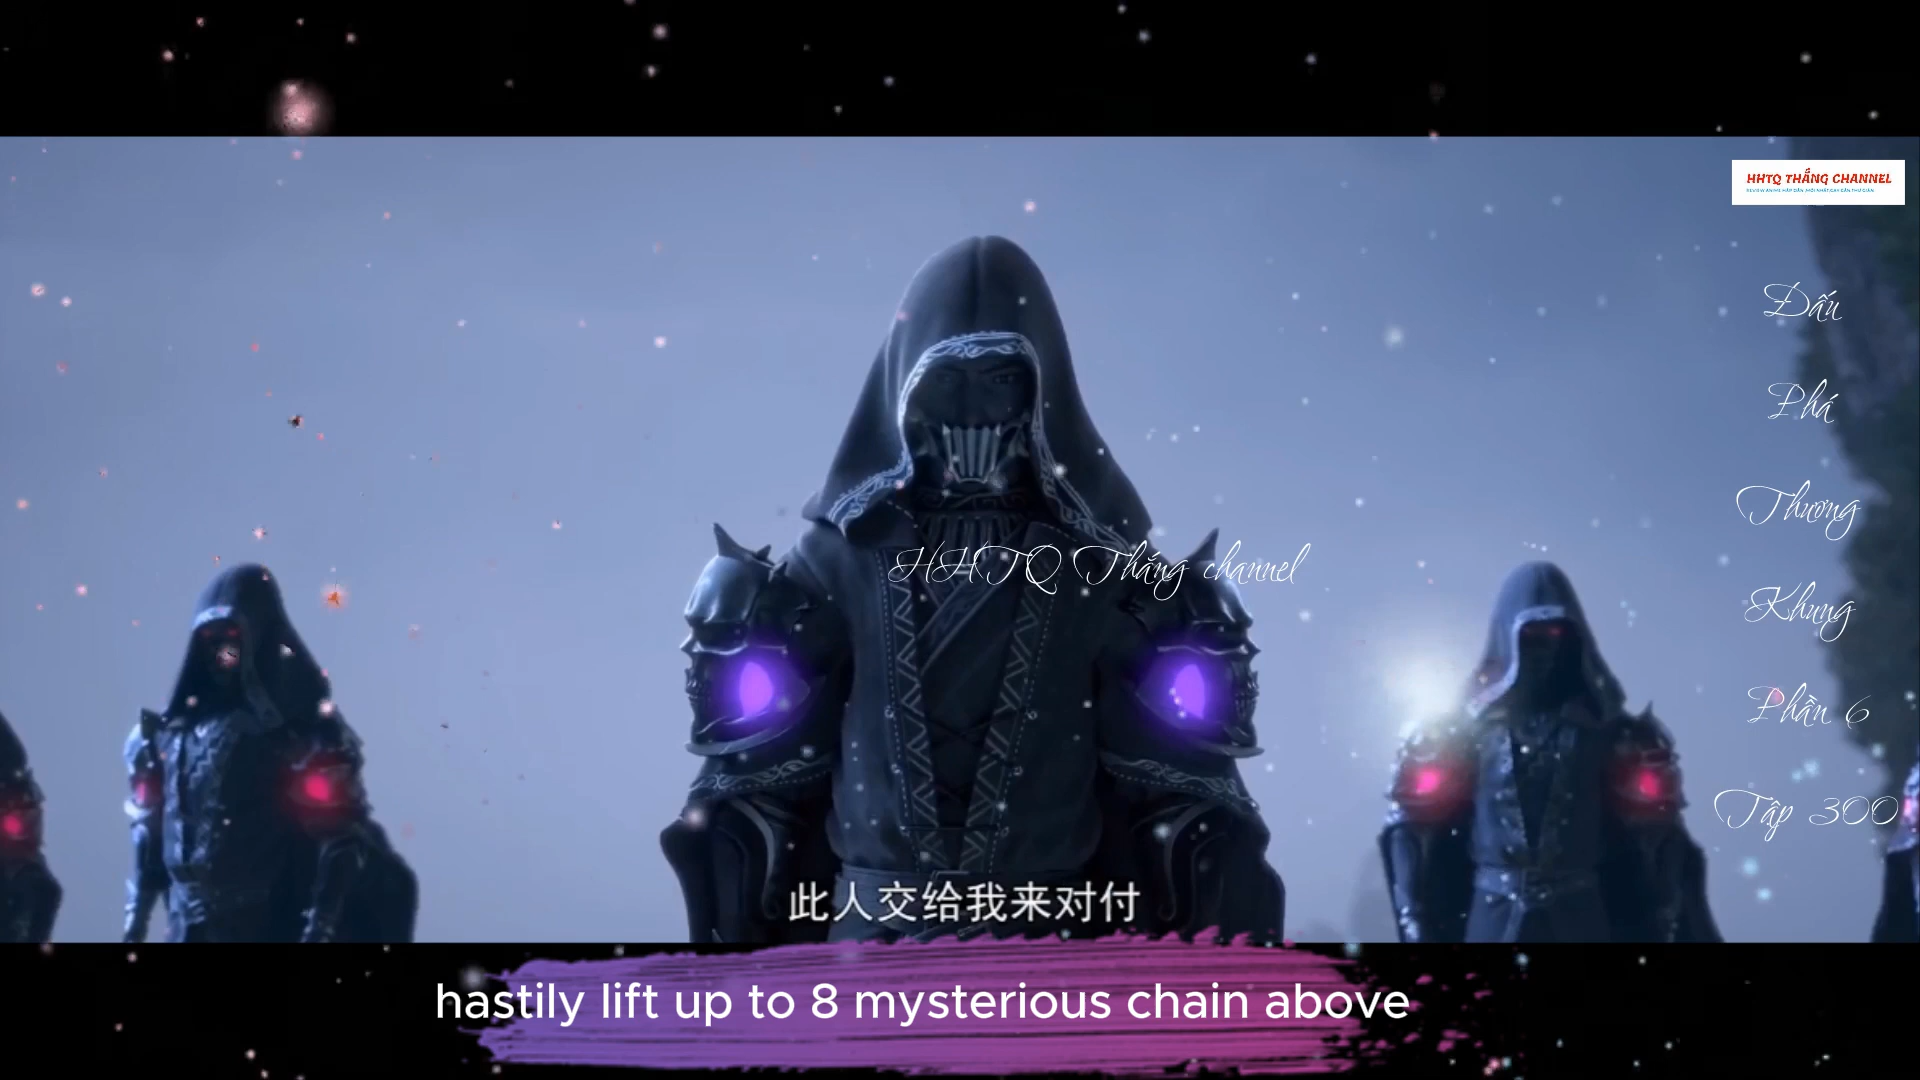 HHTQ THẮNG CHANNEL
Đấu
Phá
Thương
Khung
Phần 6
Tập 300
HHTQ Thắng channel
此人交给我来对付
hastily lift up to 8 mysterious chain above